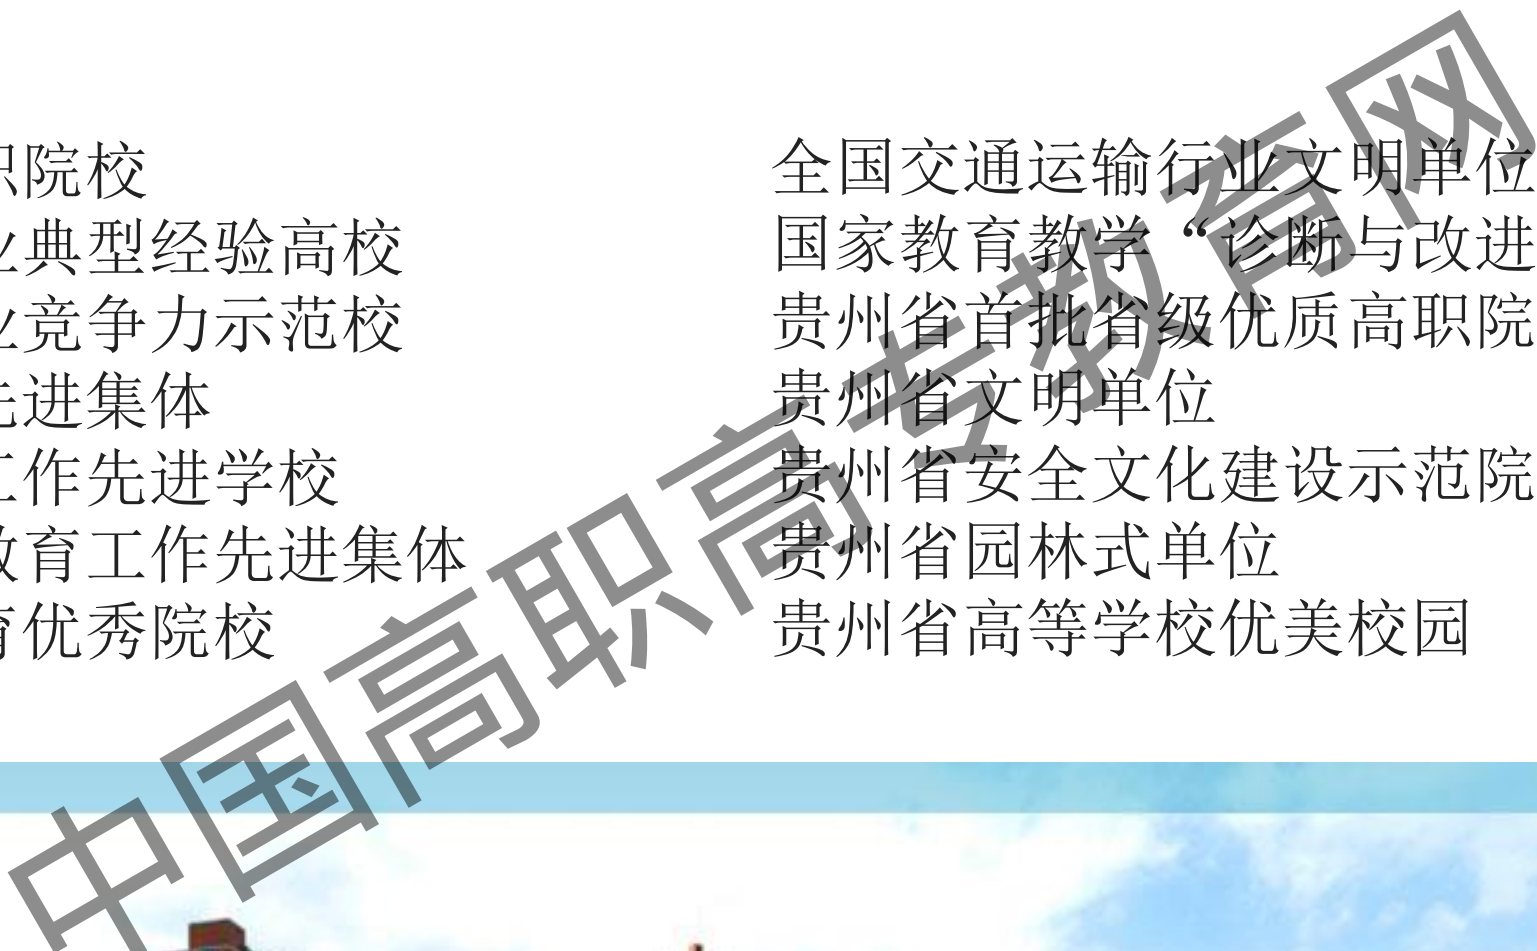 职院校
业典型经验高校
业竞争力示范校
先进集体
工作先进学校
教育工作先进集体
育优秀院校
全国交通运输行业文明单位
国家教育教学“诊断与改进
贵州省首批省级优质高职院
贵州省文明单位
贵州省安全文化建设示范院
贵州省园林式单位
贵州省高等学校优美校园
中国高职高专教育网